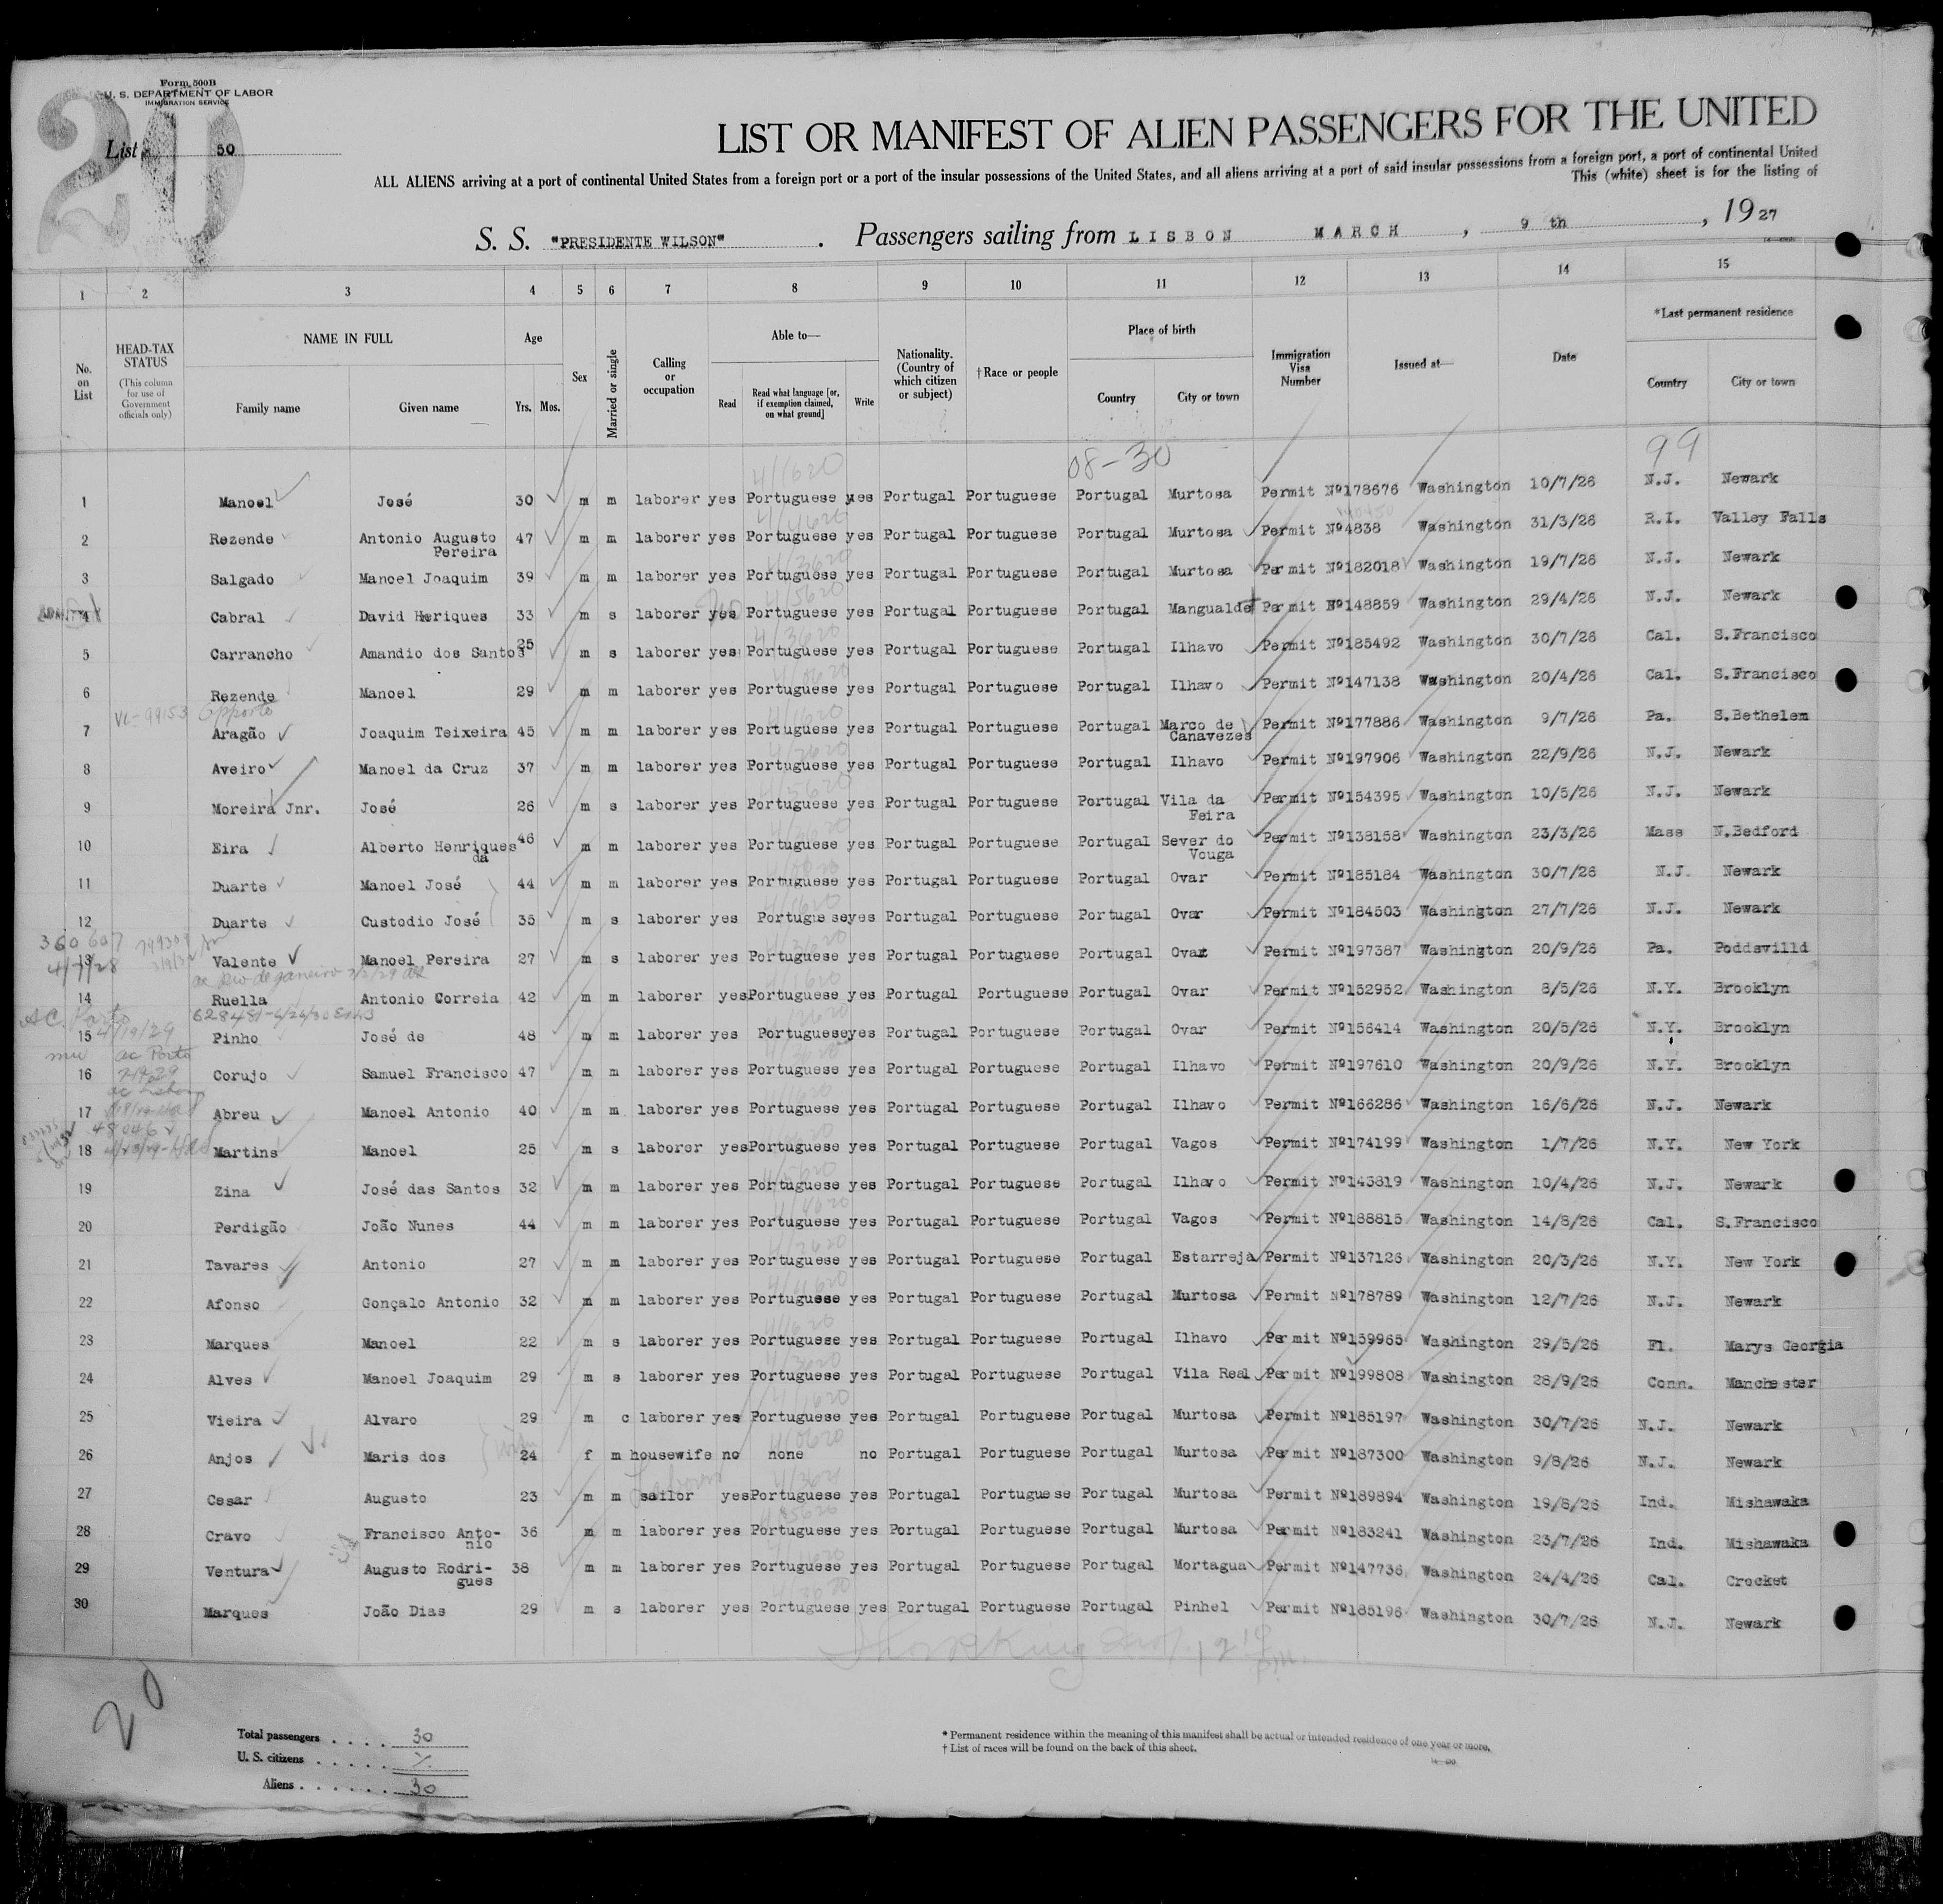 Form 500B
U. S. DEPARTMENT OF LABOR
IMMIGRATION SERVICE
20
List 50
LIST OR MANIFEST OF ALIEN PASSENGERS FOR THE UNITED
ALL ALIENS arriving at a port of continental United States from a foreign port or a port of the insular possessions of the United States, and all aliens arriving at a port of said insular possessions from a foreign port, a port of continental United
This (white) sheet is for the listing of
S. S. "PRESIDENTE WILSON" . Passengers sailing from LISBON MARCH , 9 th , 1927
1 2 3 4 5 6 7 8 9 10 11 12 13 14 15
No. on List
HEAD-TAX STATUS
(This column for use of Government officials only)
NAME IN FULL
Family name Given name
Age
Yrs. Mos.
Sex
Married or single
Calling or occupation
Able to—
Read
Read what language [or, if exemption claimed, on what ground]
Write
Nationality. (Country of which citizen or subject)
†Race or people
Place of birth
Country City or town
Immigration Visa Number
Issued at—
Date
*Last permanent residence
Country City or town
08-30 99
1 Manoel José 30 m m laborer yes Portuguese yes Portugal Portuguese Portugal Murtosa Permit Nº178676 Washington 10/7/26 N.J. Newark
2 Rezende Antonio Augusto Pereira 47 m m laborer yes Portuguese yes Portugal Portuguese Portugal Murtosa Permit Nº4838 Washington 31/3/26 R.I. Valley Falls
3 Salgado Manoel Joaquim 39 m m laborer yes Portuguese yes Portugal Portuguese Portugal Murtosa Permit Nº182018 Washington 19/7/26 N.J. Newark
4 Cabral David Heriques 33 m s laborer yes Portuguese yes Portugal Portuguese Portugal Mangualde Permit Nº148859 Washington 29/4/26 N.J. Newark
5 Carrancho Amandio dos Santos 25 m s laborer yes Portuguese yes Portugal Portuguese Portugal Ilhavo Permit Nº185492 Washington 30/7/26 Cal. S.Francisco
6 Rezende Manoel 29 m m laborer yes Portuguese yes Portugal Portuguese Portugal Ilhavo Permit Nº147138 Washington 20/4/26 Cal. S.Francisco
7 Aragão Joaquim Teixeira 45 m m laborer yes Portuguese yes Portugal Portuguese Portugal Marco de Canavezes Permit Nº177886 Washington 9/7/26 Pa. S.Bethelem
8 Aveiro Manoel da Cruz 37 m m laborer yes Portuguese yes Portugal Portuguese Portugal Ilhavo Permit Nº197906 Washington 22/9/26 N.J. Newark
9 Moreira Jnr. José 26 m s laborer yes Portuguese yes Portugal Portuguese Portugal Vila da Feira Permit Nº154395 Washington 10/5/26 N.J. Newark
10 Eira Alberto Henriques da 46 m m laborer yes Portuguese yes Portugal Portuguese Portugal Sever do Vouga Permit Nº138158 Washington 23/3/26 Mass N.Bedford
11 Duarte Manoel José 44 m m laborer yes Portuguese yes Portugal Portuguese Portugal Ovar Permit Nº185184 Washington 30/7/26 N.J. Newark
12 Duarte Custodio José 35 m s laborer yes Portuguese yes Portugal Portuguese Portugal Ovar Permit Nº184503 Washington 27/7/26 N.J. Newark
13 Valente Manoel Pereira 27 m s laborer yes Portuguese yes Portugal Portuguese Portugal Ovar Permit Nº197387 Washington 20/9/26 Pa. Poddsvilld
14 Ruella Antonio Correia 42 m m laborer yes Portuguese yes Portugal Portuguese Portugal Ovar Permit Nº152952 Washington 8/5/26 N.Y. Brooklyn
15 Pinho José de 48 m m laborer yes Portuguese yes Portugal Portuguese Portugal Ovar Permit Nº156414 Washington 20/5/26 N.Y. Brooklyn
16 Corujo Samuel Francisco 47 m m laborer yes Portuguese yes Portugal Portuguese Portugal Ilhavo Permit Nº197610 Washington 20/9/26 N.Y. Brooklyn
17 Abreu Manoel Antonio 40 m m laborer yes Portuguese yes Portugal Portuguese Portugal Ilhavo Permit Nº166286 Washington 16/6/26 N.J. Newark
18 Martins Manoel 25 m s laborer yes Portuguese yes Portugal Portuguese Portugal Vagos Permit Nº174199 Washington 1/7/26 N.Y. New York
19 Zina José das Santos 32 m m laborer yes Portuguese yes Portugal Portuguese Portugal Ilhavo Permit Nº143819 Washington 10/4/26 N.J. Newark
20 Perdigão João Nunes 44 m m laborer yes Portuguese yes Portugal Portuguese Portugal Vagos Permit Nº188815 Washington 14/8/26 Cal. S.Francisco
21 Tavares Antonio 27 m m laborer yes Portuguese yes Portugal Portuguese Portugal Estarreja Permit Nº137126 Washington 20/3/26 N.Y. New York
22 Afonso Gonçalo Antonio 32 m m laborer yes Portuguese yes Portugal Portuguese Portugal Murtosa Permit Nº178789 Washington 12/7/26 N.J. Newark
23 Marques Manoel 22 m s laborer yes Portuguese yes Portugal Portuguese Portugal Ilhavo Permit Nº159965 Washington 29/5/26 Fl. Marys Georgia
24 Alves Manoel Joaquim 29 m s laborer yes Portuguese yes Portugal Portuguese Portugal Vila Real Permit Nº199808 Washington 28/9/26 Conn. Manchester
25 Vieira Alvaro 29 m c laborer yes Portuguese yes Portugal Portuguese Portugal Murtosa Permit Nº185197 Washington 30/7/26 N.J. Newark
26 Anjos Maris dos 24 f m housewife no none no Portugal Portuguese Portugal Murtosa Permit Nº187300 Washington 9/8/26 N.J. Newark
27 Cesar Augusto 23 m m sailor yes Portuguese yes Portugal Portuguese Portugal Murtosa Permit Nº189894 Washington 19/8/26 Ind. Mishawaka
28 Cravo Francisco Antonio 36 m m laborer yes Portuguese yes Portugal Portuguese Portugal Murtosa Permit Nº183241 Washington 23/7/26 Ind. Mishawaka
29 Ventura Augusto Rodrigues 38 m m laborer yes Portuguese yes Portugal Portuguese Portugal Mortagua Permit Nº147736 Washington 24/4/26 Cal. Crocket
30 Marques João Dias 29 m s laborer yes Portuguese yes Portugal Portuguese Portugal Pinhel Permit Nº185196 Washington 30/7/26 N.J. Newark
20
Total passengers . . . . 30
U. S. citizens . . . . .
Aliens . . . . . . . 30
* Permanent residence within the meaning of this manifest shall be actual or intended residence of one year or more.
† List of races will be found on the back of this sheet.